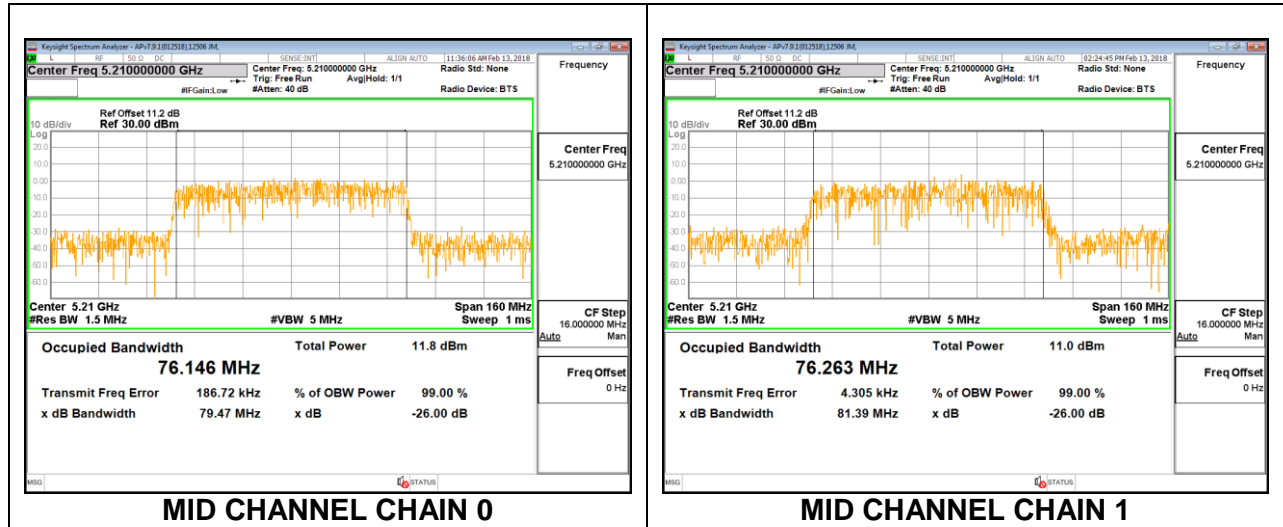 Keysight Spectrum Analyzer - APv7.9.1(012518),12506 JM,
L RF 50 Ω DC SENSE:INT ALIGN AUTO 11:36:06 AM Feb 13, 2018
Center Freq 5.210000000 GHz
Center Freq: 5.210000000 GHz Radio Std: None
Trig: Free Run Avg|Hold: 1/1
#IFGain:Low #Atten: 40 dB Radio Device: BTS
Frequency
Ref Offset 11.2 dB
10 dB/div Ref 30.00 dBm
Log
20.0
10.0
0.00
-10.0
-20.0
-30.0
-40.0
-50.0
-60.0
Center 5.21 GHz Span 160 MHz
#Res BW 1.5 MHz #VBW 5 MHz Sweep 1 ms
Center Freq
5.210000000 GHz
CF Step
16.000000 MHz
Auto Man
Freq Offset
0 Hz
Occupied Bandwidth Total Power 11.8 dBm
76.146 MHz
Transmit Freq Error 186.72 kHz % of OBW Power 99.00 %
x dB Bandwidth 79.47 MHz x dB -26.00 dB
MSG STATUS
MID CHANNEL CHAIN 0
Keysight Spectrum Analyzer - APv7.9.1(012518),12506 JM,
L RF 50 Ω DC SENSE:INT ALIGN AUTO 02:24:45 PM Feb 13, 2018
Center Freq 5.210000000 GHz
Center Freq: 5.210000000 GHz Radio Std: None
Trig: Free Run Avg|Hold: 1/1
#IFGain:Low #Atten: 40 dB Radio Device: BTS
Frequency
Ref Offset 11.2 dB
10 dB/div Ref 30.00 dBm
Log
20.0
10.0
0.00
-10.0
-20.0
-30.0
-40.0
-50.0
-60.0
Center 5.21 GHz Span 160 MHz
#Res BW 1.5 MHz #VBW 5 MHz Sweep 1 ms
Center Freq
5.210000000 GHz
CF Step
16.000000 MHz
Auto Man
Freq Offset
0 Hz
Occupied Bandwidth Total Power 11.0 dBm
76.263 MHz
Transmit Freq Error 4.305 kHz % of OBW Power 99.00 %
x dB Bandwidth 81.39 MHz x dB -26.00 dB
MSG STATUS
MID CHANNEL CHAIN 1